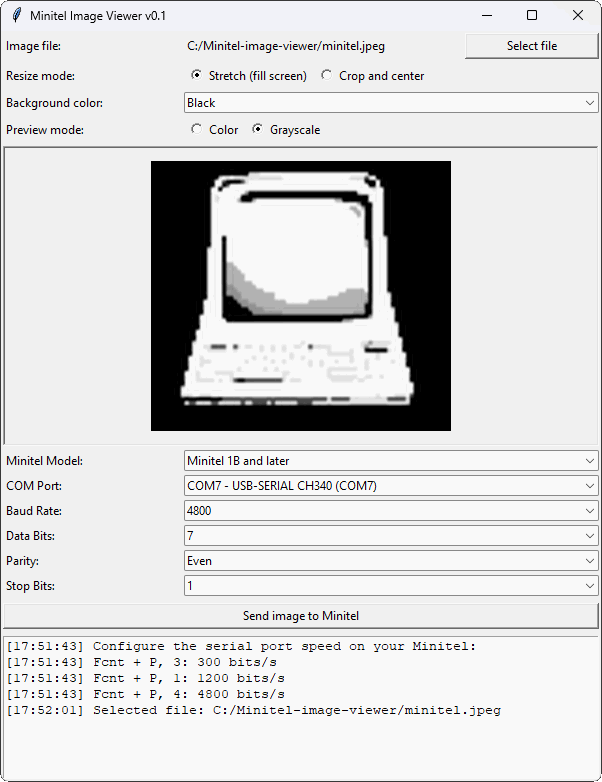 Minitel Image Viewer v0.1
Image file: C:/Minitel-image-viewer/minitel.jpeg Select file
Resize mode: Stretch (fill screen) Crop and center
Background color: Black
Preview mode: Color Grayscale
Minitel Model: Minitel 1B and later
COM Port: COM7 - USB-SERIAL CH340 (COM7)
Baud Rate: 4800
Data Bits: 7
Parity: Even
Stop Bits: 1
Send image to Minitel
[17:51:43] Configure the serial port speed on your Minitel:
[17:51:43] Fcnt + P, 3: 300 bits/s
[17:51:43] Fcnt + P, 1: 1200 bits/s
[17:51:43] Fcnt + P, 4: 4800 bits/s
[17:52:01] Selected file: C:/Minitel-image-viewer/minitel.jpeg